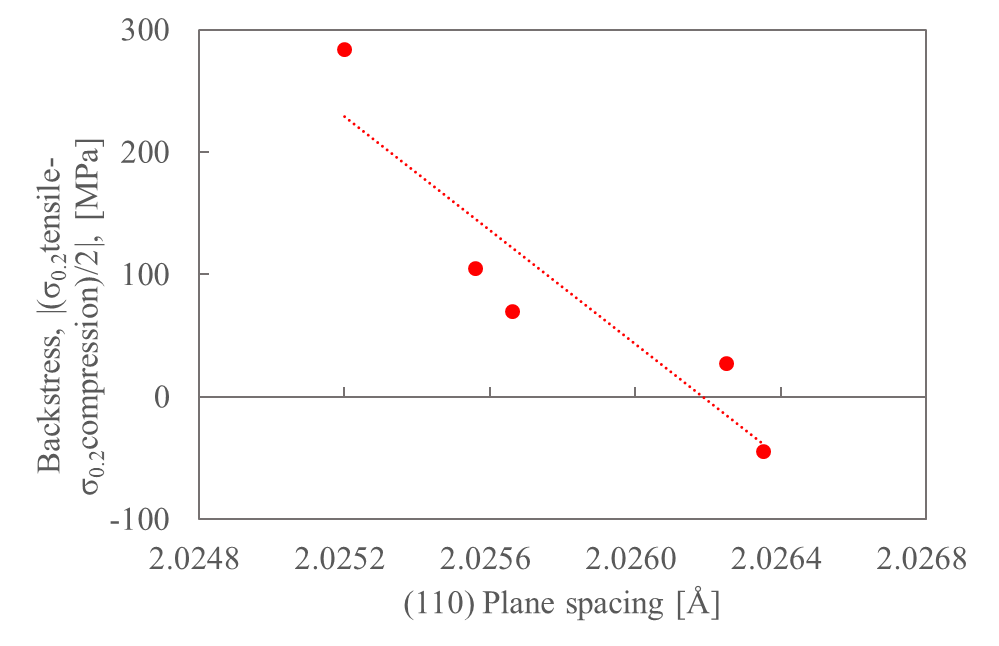 300
200
100
0
-100
Backstress, |(σ0.2tensile-
σ0.2compression)/2|, [MPa]
2.0248 2.0252 2.0256 2.0260 2.0264 2.0268
(110) Plane spacing [Å]